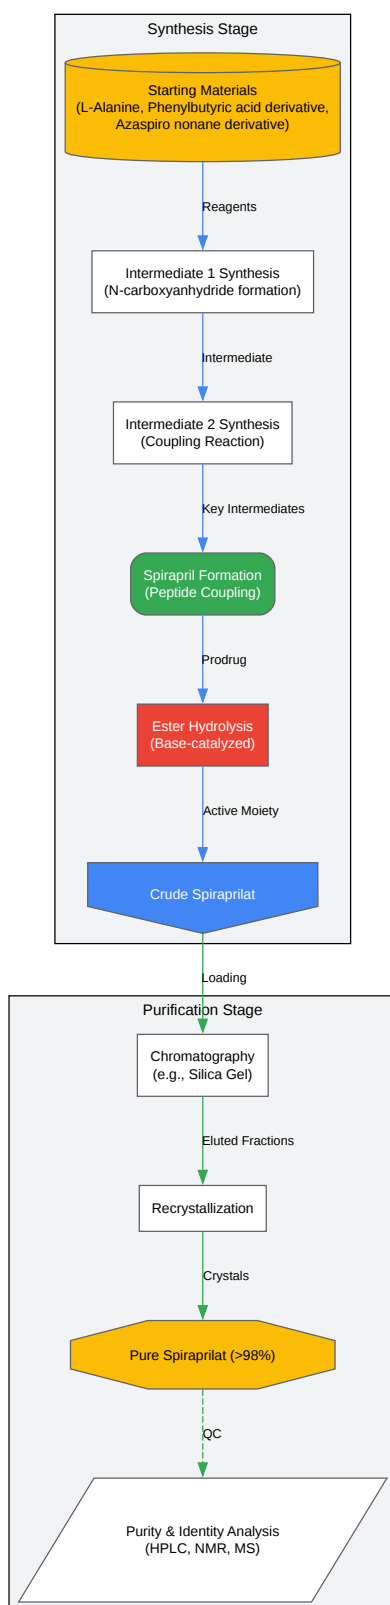 Synthesis Stage
Starting Materials
(L-Alanine, Phenylbutyric acid derivative,
Azaspiro nonane derivative)
Reagents
Intermediate 1 Synthesis
(N-carboxyanhydride formation)
Intermediate
Intermediate 2 Synthesis
(Coupling Reaction)
Key Intermediates
Spirapril Formation
(Peptide Coupling)
Prodrug
Ester Hydrolysis
(Base-catalyzed)
Active Moiety
Crude Spiraprilat
Loading
Purification Stage
Chromatography
(e.g., Silica Gel)
Eluted Fractions
Recrystallization
Crystals
Pure Spiraprilat (>98%)
QC
Purity & Identity Analysis
(HPLC, NMR, MS)